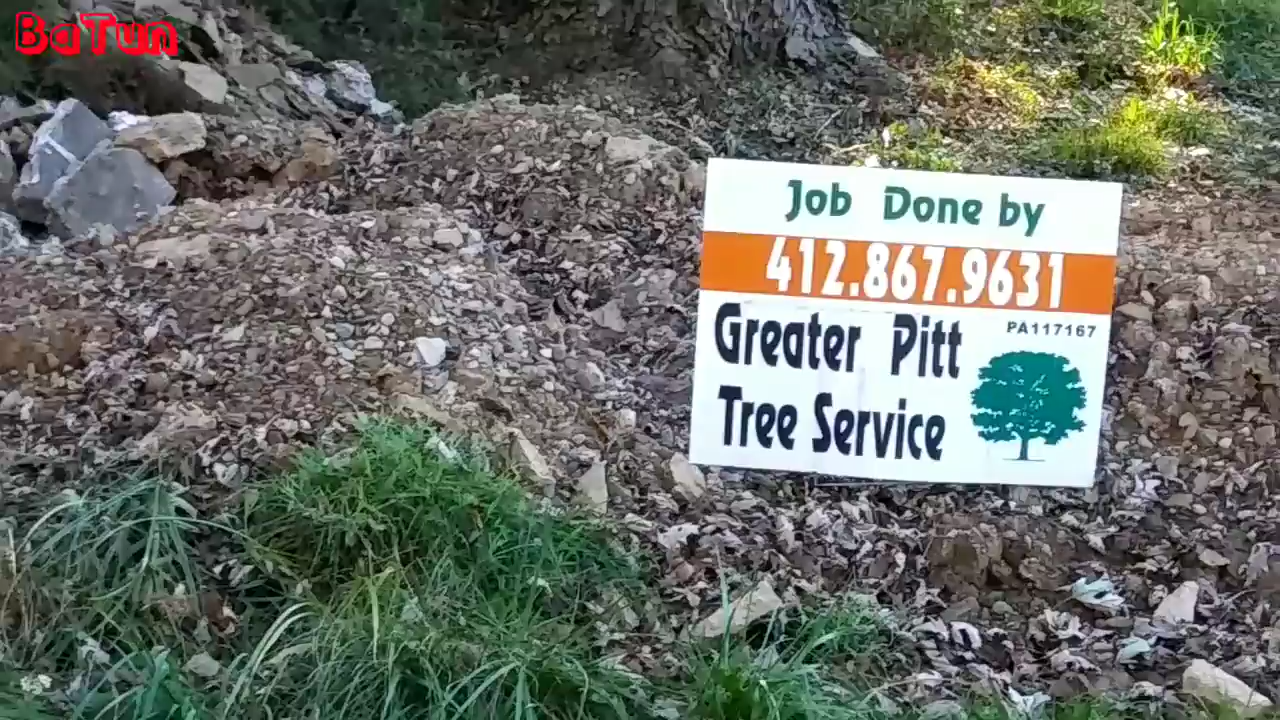 BaTun
Job Done by
412.867.9631
Greater Pitt
PA117167
Tree Service